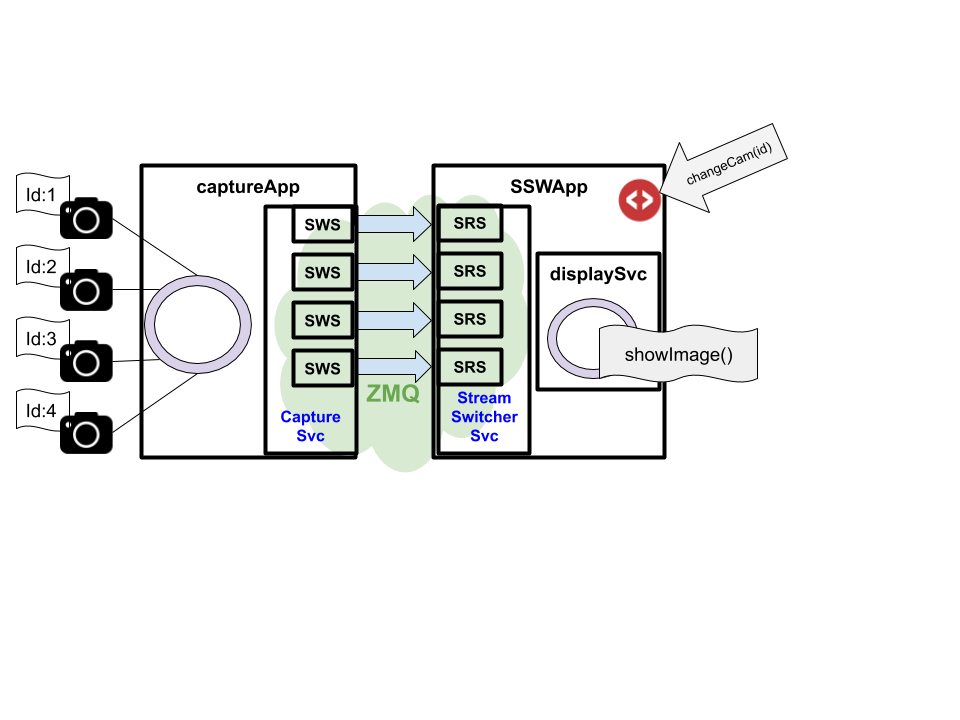 changeCam(id)
captureApp
SSWApp
Id:1
SWS
SRS
Id:2
SWS
SRS
displaySvc
Id:3
SWS
SRS
showImage()
SWS
SRS
ZMQ
Id:4
Capture
Svc
Stream
Switcher
Svc